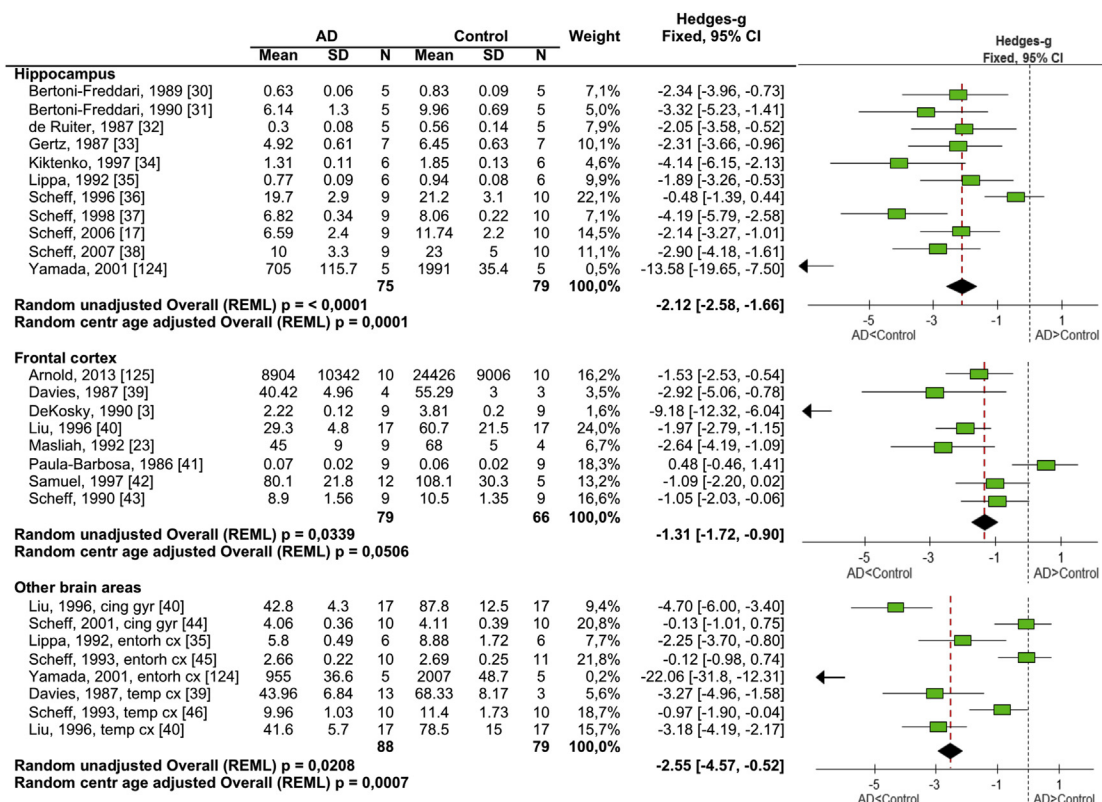 AD Control Weight Hedges-g
Fixed, 95% CI
Mean SD N Mean SD N
Hedges-g
Fixed, 95% CI
Hippocampus
Bertoni-Freddari, 1989 [30] 0.63 0.06 5 0.83 0.09 5 7,1% -2.34 [-3.96, -0.73]
Bertoni-Freddari, 1990 [31] 6.14 1.3 5 9.96 0.69 5 5,0% -3.32 [-5.23, -1.41]
de Ruiter, 1987 [32] 0.3 0.08 5 0.56 0.14 5 7,9% -2.05 [-3.58, -0.52]
Gertz, 1987 [33] 4.92 0.61 7 6.45 0.63 7 10,1% -2.31 [-3.66, -0.96]
Kiktenko, 1997 [34] 1.31 0.11 6 1.85 0.13 6 4,6% -4.14 [-6.15, -2.13]
Lippa, 1992 [35] 0.77 0.09 6 0.94 0.08 6 9,9% -1.89 [-3.26, -0.53]
Scheff, 1996 [36] 19.7 2.9 9 21.2 3.1 10 22,1% -0.48 [-1.39, 0.44]
Scheff, 1998 [37] 6.82 0.34 9 8.06 0.22 10 7,1% -4.19 [-5.79, -2.58]
Scheff, 2006 [17] 6.59 2.4 9 11.74 2.2 10 14,5% -2.14 [-3.27, -1.01]
Scheff, 2007 [38] 10 3.3 9 23 5 10 11,1% -2.90 [-4.18, -1.61]
Yamada, 2001 [124] 705 115.7 5 1991 35.4 5 0,5% -13.58 [-19.65, -7.50]
75 79 100,0%
Random unadjusted Overall (REML) p = < 0,0001 -2.12 [-2.58, -1.66]
Random centr age adjusted Overall (REML) p = 0,0001
-5 -3 -1 1
AD<Control AD>Control
Frontal cortex
Arnold, 2013 [125] 8904 10342 10 24426 9006 10 16,2% -1.53 [-2.53, -0.54]
Davies, 1987 [39] 40.42 4.96 4 55.29 3 3 3,5% -2.92 [-5.06, -0.78]
DeKosky, 1990 [3] 2.22 0.12 9 3.81 0.2 9 1,6% -9.18 [-12.32, -6.04]
Liu, 1996 [40] 29.3 4.8 17 60.7 21.5 17 24,0% -1.97 [-2.79, -1.15]
Masliah, 1992 [23] 45 9 9 68 5 4 6,7% -2.64 [-4.19, -1.09]
Paula-Barbosa, 1986 [41] 0.07 0.02 9 0.06 0.02 9 18,3% 0.48 [-0.46, 1.41]
Samuel, 1997 [42] 80.1 21.8 12 108.1 30.3 5 13,2% -1.09 [-2.20, 0.02]
Scheff, 1990 [43] 8.9 1.56 9 10.5 1.35 9 16,6% -1.05 [-2.03, -0.06]
79 66 100,0%
Random unadjusted Overall (REML) p = 0,0339 -1.31 [-1.72, -0.90]
Random centr age adjusted Overall (REML) p = 0,0506
-5 -3 -1 1
AD<Control AD>Control
Other brain areas
Liu, 1996, cing gyr [40] 42.8 4.3 17 87.8 12.5 17 9,4% -4.70 [-6.00, -3.40]
Scheff, 2001, cing gyr [44] 4.06 0.36 10 4.11 0.39 10 20,8% -0.13 [-1.01, 0.75]
Lippa, 1992, entorh cx [35] 5.8 0.49 6 8.88 1.72 6 7,7% -2.25 [-3.70, -0.80]
Scheff, 1993, entorh cx [45] 2.66 0.22 10 2.69 0.25 11 21,8% -0.12 [-0.98, 0.74]
Yamada, 2001, entorh cx [124] 955 36.6 5 2007 48.7 5 0,2% -22.06 [-31.8, -12.31]
Davies, 1987, temp cx [39] 43.96 6.84 13 68.33 8.17 3 5,6% -3.27 [-4.96, -1.58]
Scheff, 1993, temp cx [46] 9.96 1.03 10 11.4 1.73 10 18,7% -0.97 [-1.90, -0.04]
Liu, 1996, temp cx [40] 41.6 5.7 17 78.5 15 17 15,7% -3.18 [-4.19, -2.17]
88 79 100,0%
Random unadjusted Overall (REML) p = 0,0208 -2.55 [-4.57, -0.52]
Random centr age adjusted Overall (REML) p = 0,0007
-5 -3 -1 1
AD<Control AD>Control